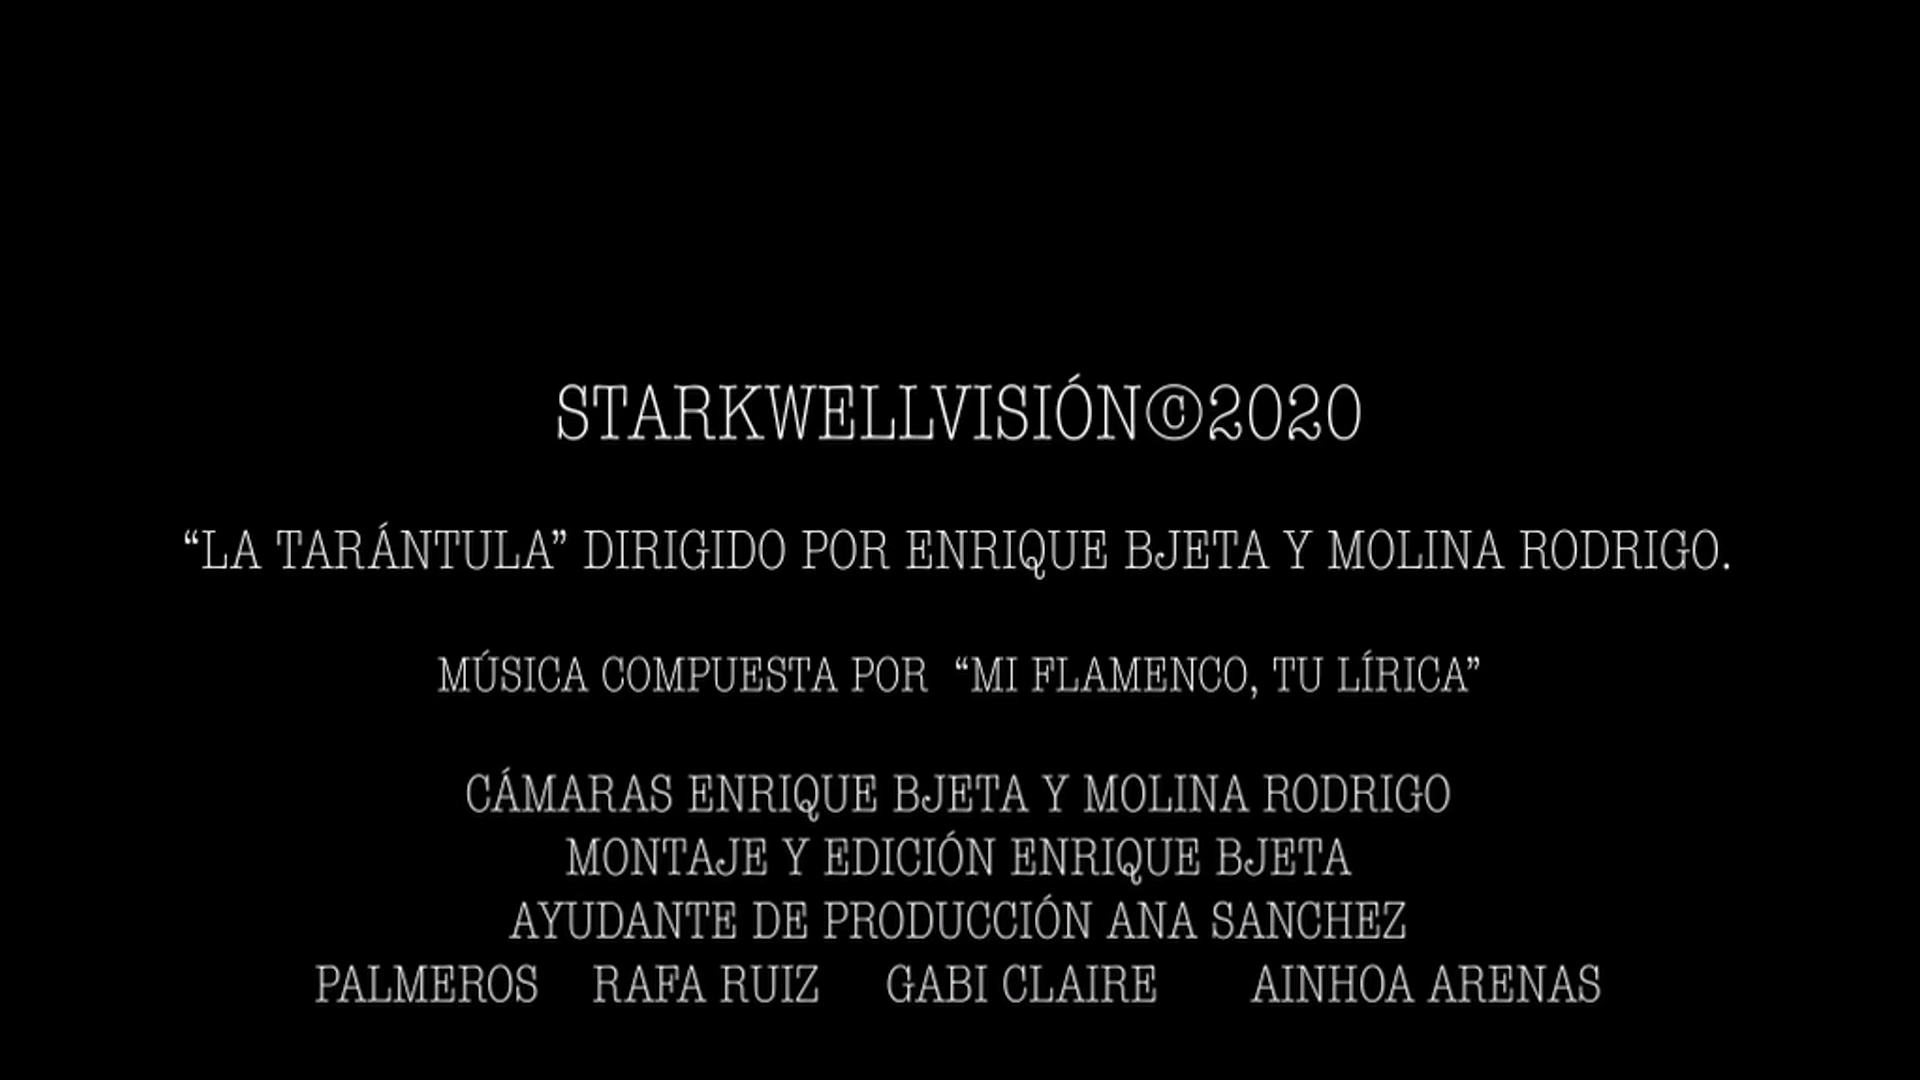 STARKWELLVISIÓN©2020
“LA TARÁNTULA” DIRIGIDO POR ENRIQUE BJETA Y MOLINA RODRIGO.
MÚSICA COMPUESTA POR “MI FLAMENCO, TU LÍRICA”
CÁMARAS ENRIQUE BJETA Y MOLINA RODRIGO
MONTAJE Y EDICIÓN ENRIQUE BJETA
AYUDANTE DE PRODUCCIÓN ANA SANCHEZ
PALMEROS RAFA RUIZ GABI CLAIRE AINHOA ARENAS